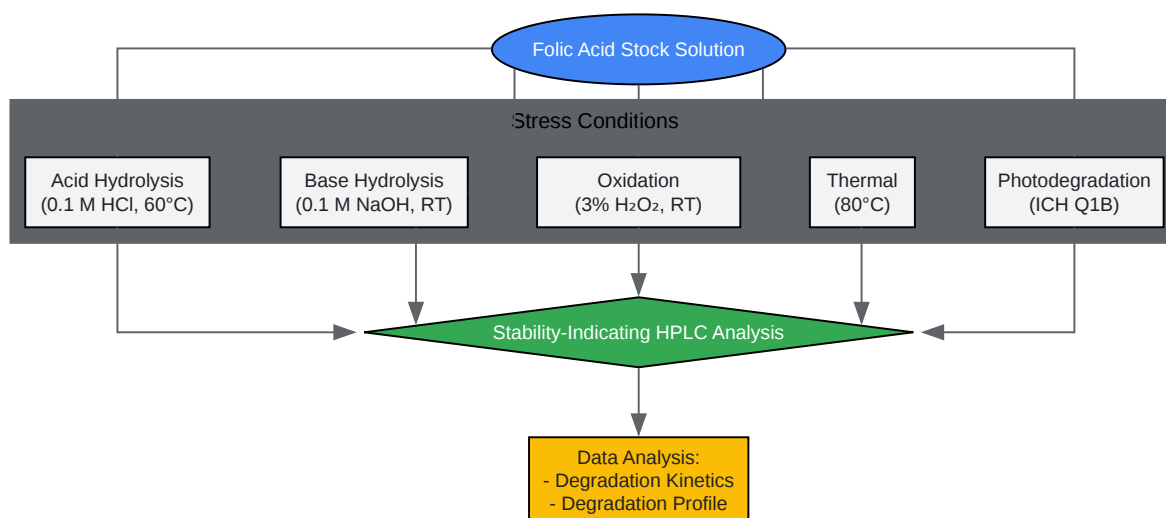 Folic Acid Stock Solution
Stress Conditions
Acid Hydrolysis
(0.1 M HCl, 60°C)
Base Hydrolysis
(0.1 M NaOH, RT)
Oxidation
(3% H₂O₂, RT)
Thermal
(80°C)
Photodegradation
(ICH Q1B)
Stability-Indicating HPLC Analysis
Data Analysis:
- Degradation Kinetics
- Degradation Profile